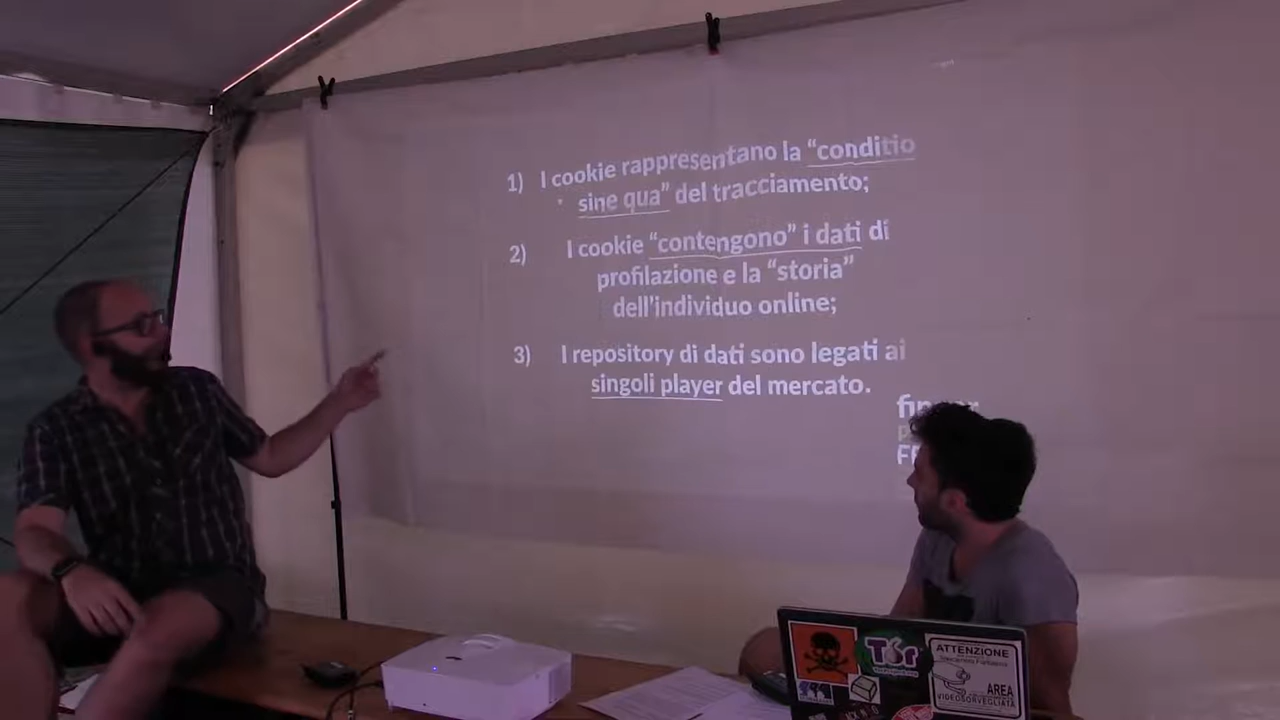 1) I cookie rappresentano la “conditio
sine qua” del tracciamento;
2) I cookie “contengono” i dati di
profilazione e la “storia”
dell'individuo online;
3) I repository di dati sono legati ai
singoli player del mercato.
Tor
ATTENZIONE
AREA
VIDEOSORVEGLIATA